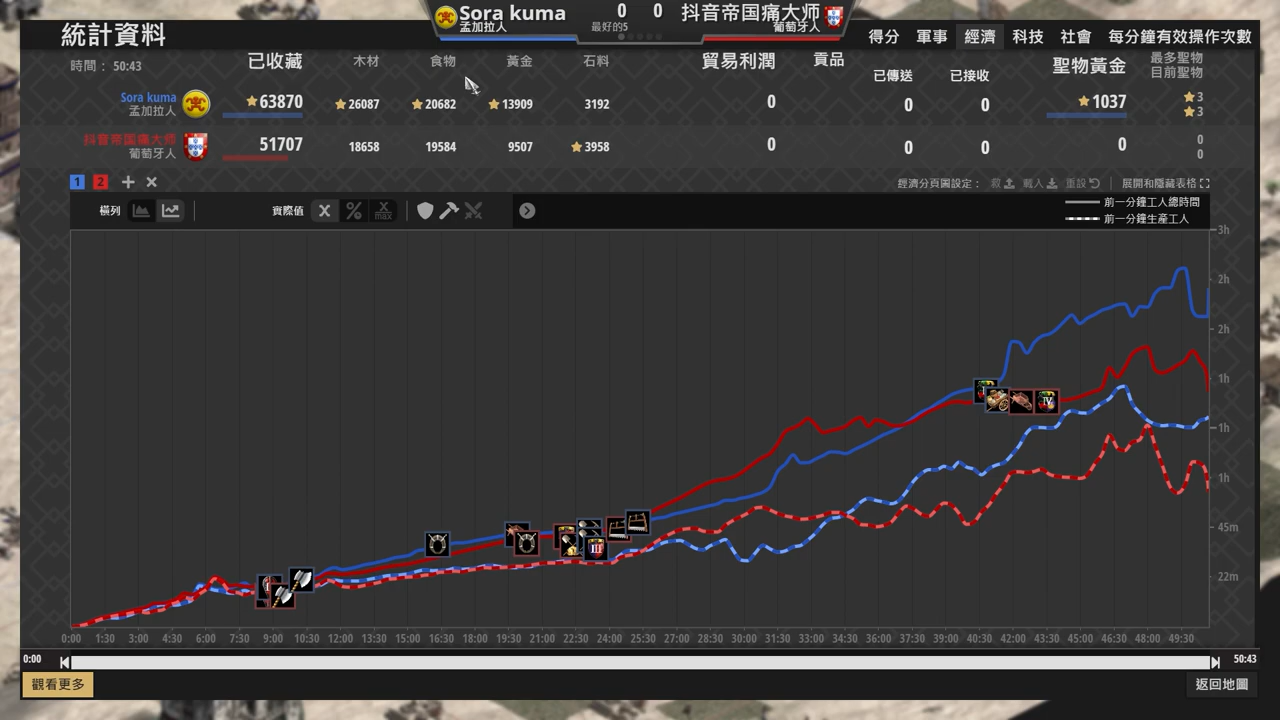 Sora kuma 0 0 抖音帝国痛大师
孟加拉人 最好的5 葡萄牙人
統計資料
得分 軍事 經濟 科技 社會 每分鐘有效操作次數
時間： 50:43
已收藏 木材 食物 黃金 石料 貿易利潤 貢品 已傳送 已接收 聖物黃金 最多聖物
目前聖物
Sora kuma
孟加拉人
63870 26087 20682 13909 3192 0 0 0 1037 3
3
抖音帝国痛大师
葡萄牙人
51707 18658 19584 9507 3958 0 0 0 0 0
0
1 2
經濟分頁圖設定： 載入 重設 展開和隱藏表格
橫列 實際值 X % X max
前一分鐘工人總時間
前一分鐘生產工人
3h
2h
2h
1h
1h
1h
45m
22m
III
IV
0:00 1:30 3:00 4:30 6:00 7:30 9:00 10:30 12:00 13:30 15:00 16:30 18:00 19:30 21:00 22:30 24:00 25:30 27:00 28:30 30:00 31:30 33:00 34:30 36:00 37:30 39:00 40:30 42:00 43:30 45:00 46:30 48:00 49:30
0:00 50:43
觀看更多 返回地圖